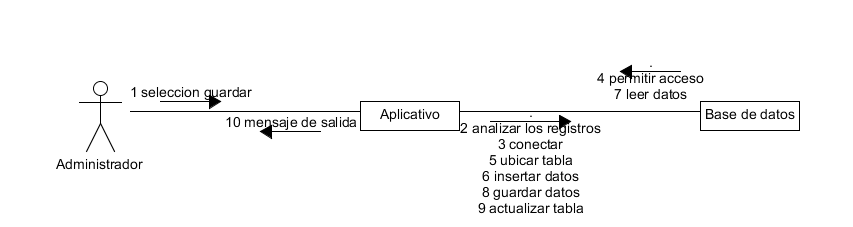 1 seleccion guardar
10 mensaje de salida
Administrador
Aplicativo
.
2 analizar los registros
3 conectar
5 ubicar tabla
6 insertar datos
8 guardar datos
9 actualizar tabla
.
4 permitir acceso
7 leer datos
Base de datos